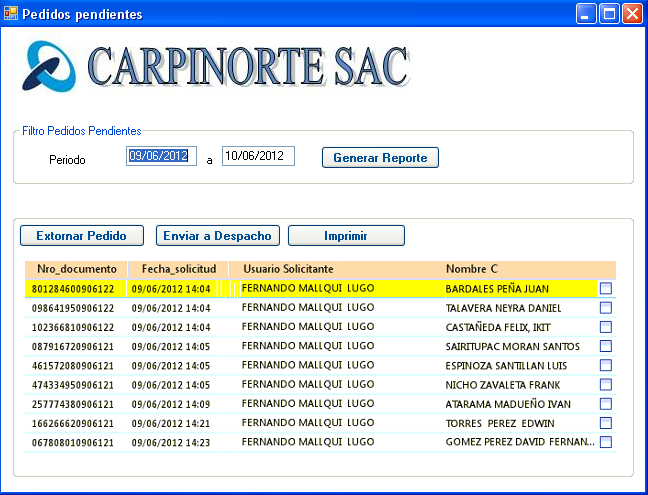 Pedidos pendientes
CARPINORTE SAC
Filtro Pedidos Pendientes
Periodo 09/06/2012 a 10/06/2012 Generar Reporte
Extornar Pedido Enviar a Despacho Imprimir
Nro_documento Fecha_solicitud Usuario Solicitante Nombre C
801284600906122 09/06/2012 14:04 FERNANDO MALLQUI LUGO BARDALES PEÑA JUAN
098641950906122 09/06/2012 14:04 FERNANDO MALLQUI LUGO TALAVERA NEYRA DANIEL
102366810906122 09/06/2012 14:04 FERNANDO MALLQUI LUGO CASTAÑEDA FELIX, IKIT
087916720906121 09/06/2012 14:05 FERNANDO MALLQUI LUGO SAIRITUPAC MORAN SANTOS
461572080906121 09/06/2012 14:05 FERNANDO MALLQUI LUGO ESPINOZA SANTILLAN LUIS
474334950906121 09/06/2012 14:05 FERNANDO MALLQUI LUGO NICHO ZAVALETA FRANK
257774380906121 09/06/2012 14:09 FERNANDO MALLQUI LUGO ATARAMA MADUEÑO IVAN
166266620906121 09/06/2012 14:21 FERNANDO MALLQUI LUGO TORRES PEREZ EDWIN
067808010906121 09/06/2012 14:23 FERNANDO MALLQUI LUGO GOMEZ PEREZ DAVID FERNAN...